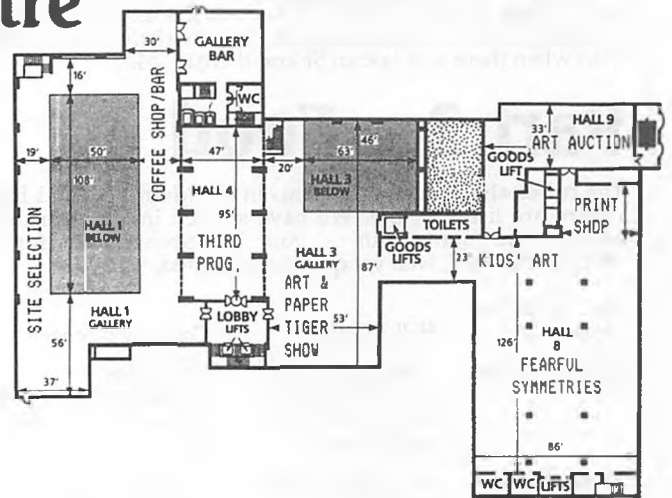 tre
30'
GALLERY
BAR
16'
WC
COFFEE SHOP/BAR
19'
50'
108'
47'
20'
46'
63'
HALL 3
BELOW
33'
HALL 9
ART AUCTION
GOODS
LIFT
HALL 4
95'
THIRD
PROG.
HALL 1
BELOW
SITE SELECTION
HALL 1
GALLERY
56'
37'
LOBBY
LIFTS
TOILETS
GOODS
LIFTS
23'
HALL 3
GALLERY
87'
ART &
PAPER
TIGER
SHOW
53'
PRINT
SHOP
KIDS' ART
126'
HALL
8
FEARFUL
SYMMETRIES
86'
WC
WC
LIFTS